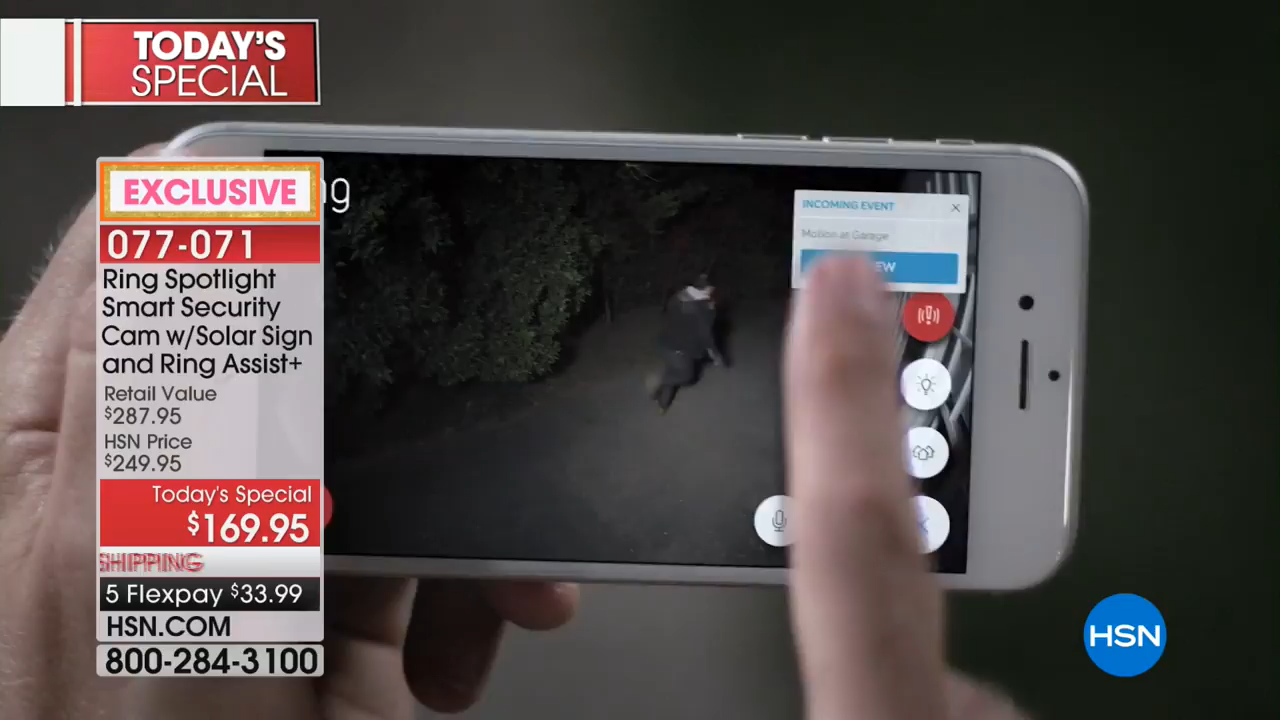 TODAY'S
SPECIAL
EXCLUSIVE
077-071
Ring Spotlight
Smart Security
Cam w/Solar Sign
and Ring Assist+
Retail Value
$287.95
HSN Price
$249.95
Today's Special
$169.95
SHIPPING
5 Flexpay $33.99
HSN.COM
800-284-3100
INCOMING EVENT
Motion at Garage
HSN